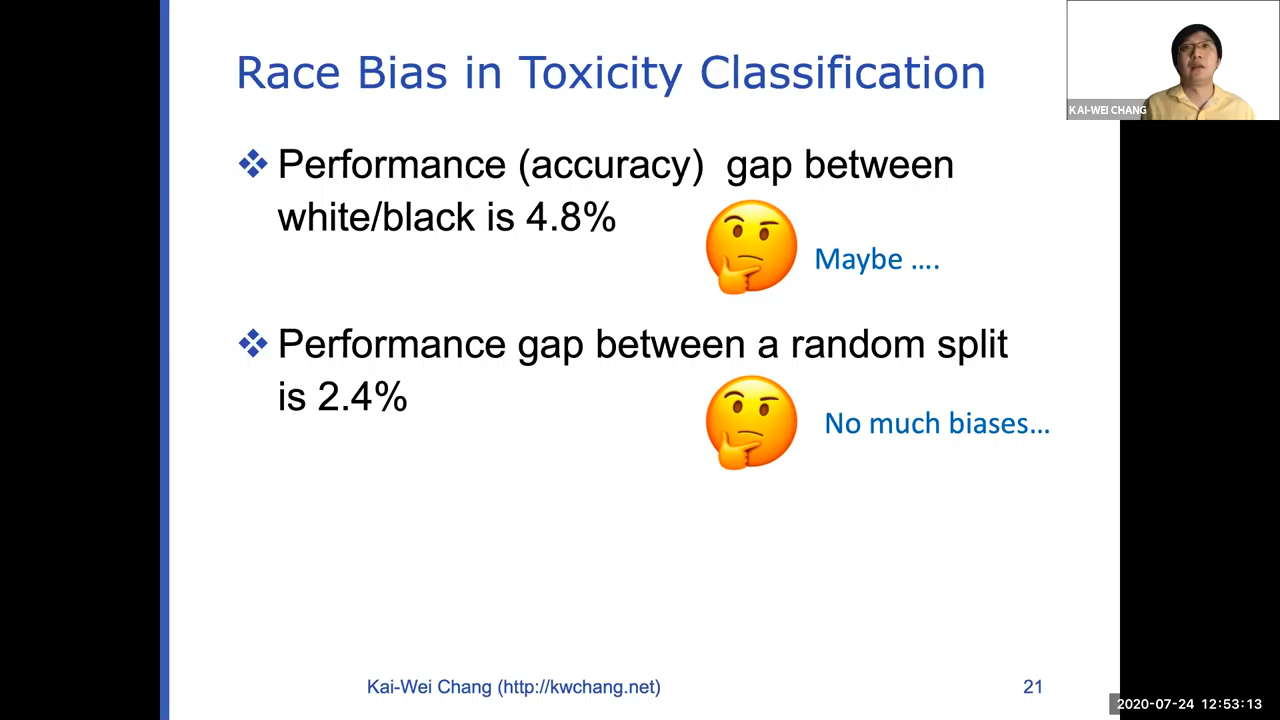 Race Bias in Toxicity Classification
KAI-WEI CHANG
Performance (accuracy) gap between
white/black is 4.8%
Maybe ….
Performance gap between a random split
is 2.4%
No much biases…
Kai-Wei Chang (http://kwchang.net)
21
2020-07-24 12:53:13